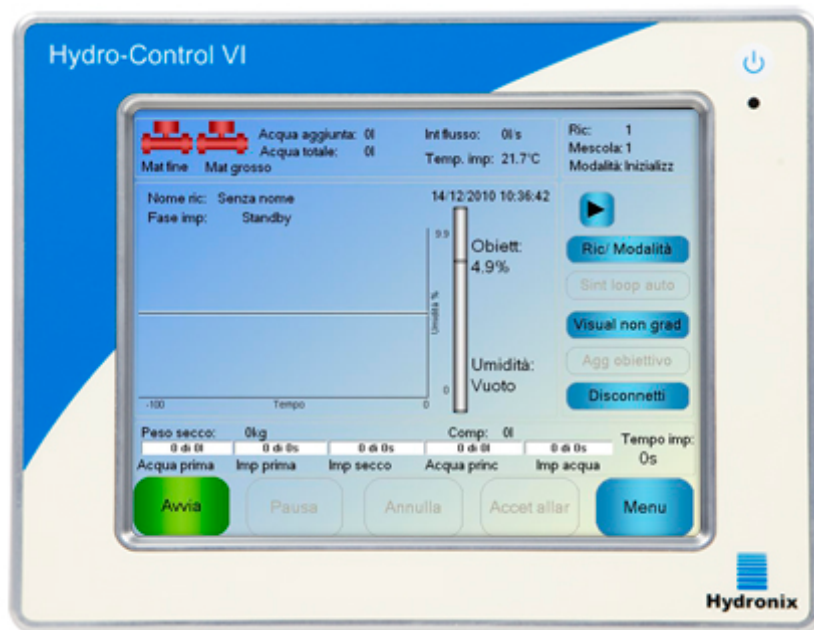 Hydro-Control VI
Acqua aggiunta: 0l
Acqua totale: 0l
Mat fine Mat grosso
Int flusso: 0l/s
Temp. imp: 21.7°C
Ric: 1
Mescola: 1
Modalità: Inizializz
Nome ric: Senza nome
Fase imp: Standby
14/12/2010 10:36:42
9.9
Obiett:
4.9%
Umidità %
Umidità:
Vuoto
0
-100 Tempo 0
Ric/ Modalità
Sint loop auto
Visual non grad
Agg obiettivo
Disconnetti
Peso secco: 0kg
Comp: 0l
0 di 0l 0 di 0s 0 di 0s 0 di 0l 0 di 0s
Acqua prima Imp prima Imp secco Acqua princ Imp acqua
Tempo imp:
0s
Avvia Pausa Annulla Accet allar Menu
Hydronix